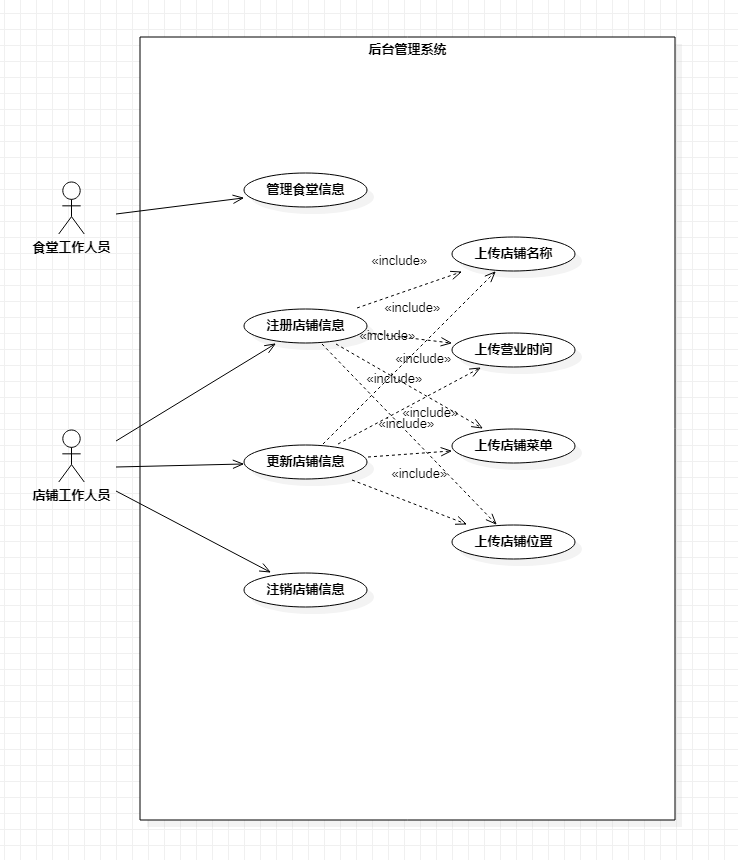 后台管理系统
管理食堂信息
食堂工作人员
上传店铺名称
«include»
«include»
注册店铺信息
«include»
上传营业时间
«include»
«include»
«include»
«include»
上传店铺菜单
店铺工作人员
更新店铺信息
«include»
上传店铺位置
注销店铺信息